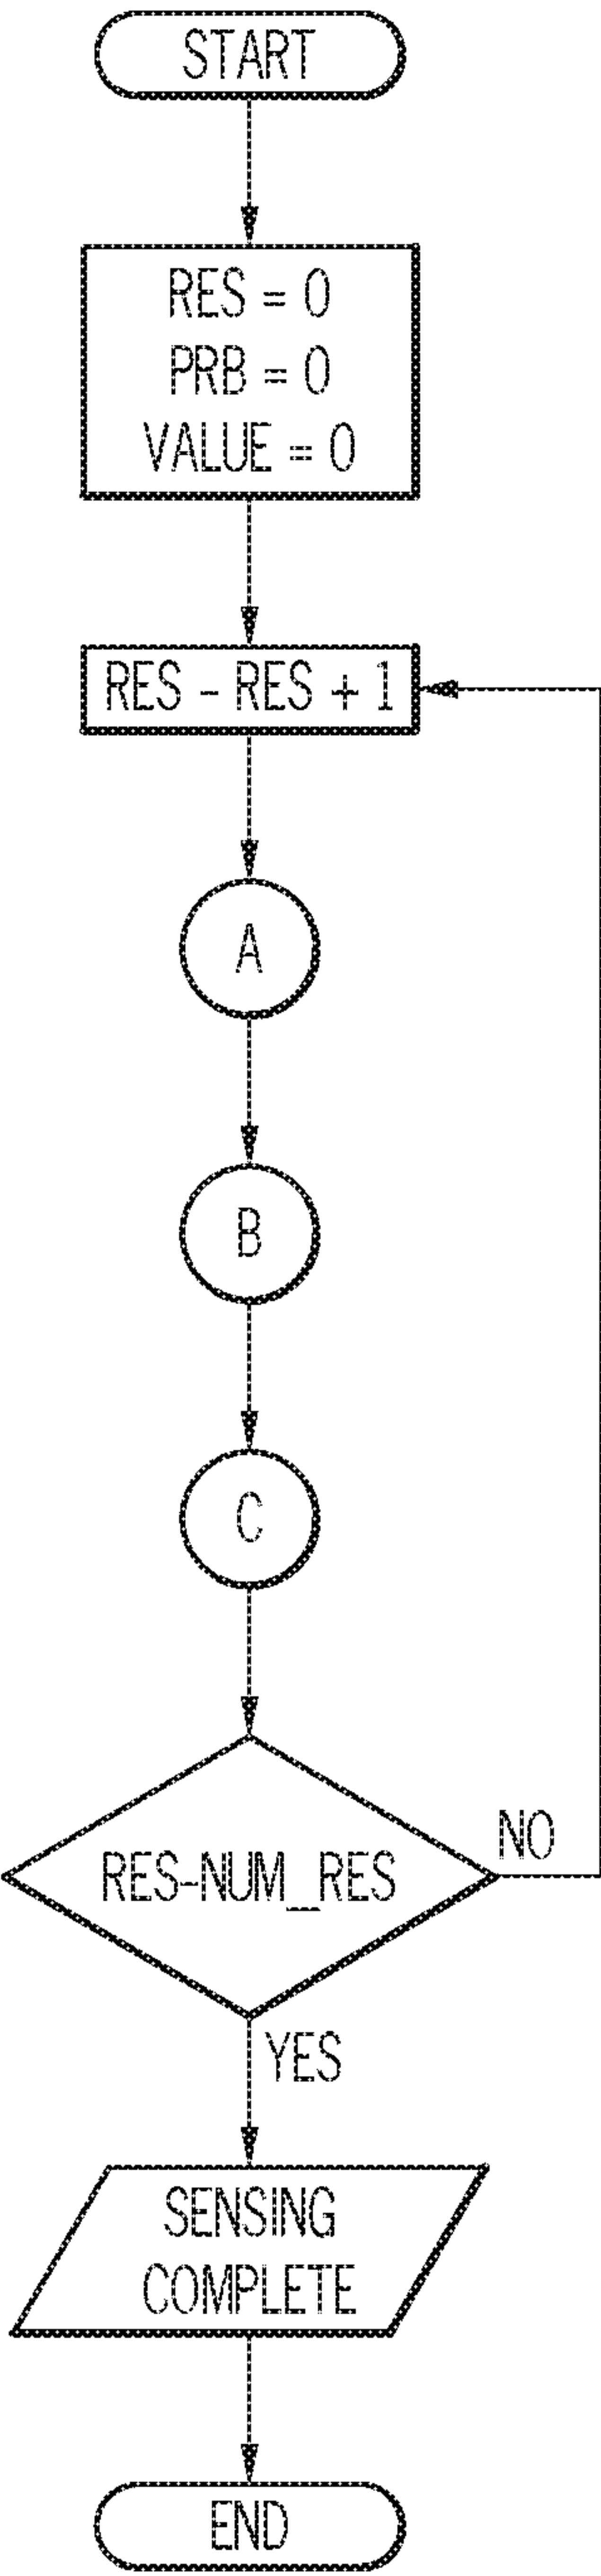 START
RES = 0
PRB = 0
VALUE = 0
RES - RES + 1
A
B
C
RES-NUM_RES
NO
YES
SENSING
COMPLETE
END